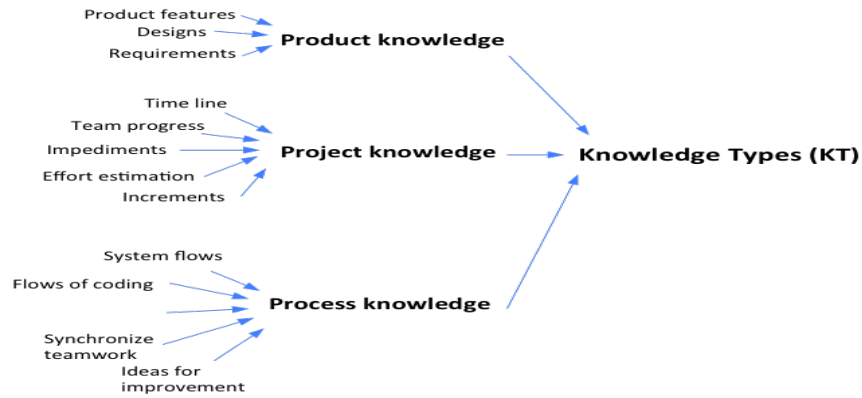 Product features
Designs
Requirements
Product knowledge
Time line
Team progress
Impediments
Effort estimation
Increments
Project knowledge
Knowledge Types (KT)
System flows
Flows of coding
Synchronize
teamwork
Ideas for
improvement
Process knowledge